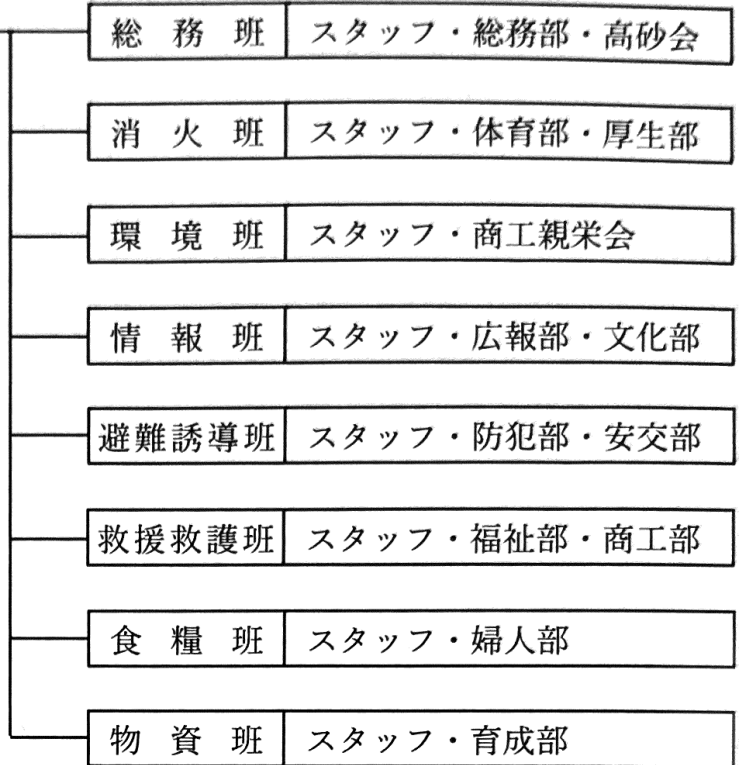 総務班 スタッフ・総務部・高砂会
消火班 スタッフ・体育部・厚生部
環境班 スタッフ・商工親栄会
情報班 スタッフ・広報部・文化部
避難誘導班 スタッフ・防犯部・安交部
救援救護班 スタッフ・福祉部・商工部
食糧班 スタッフ・婦人部
物資班 スタッフ・育成部